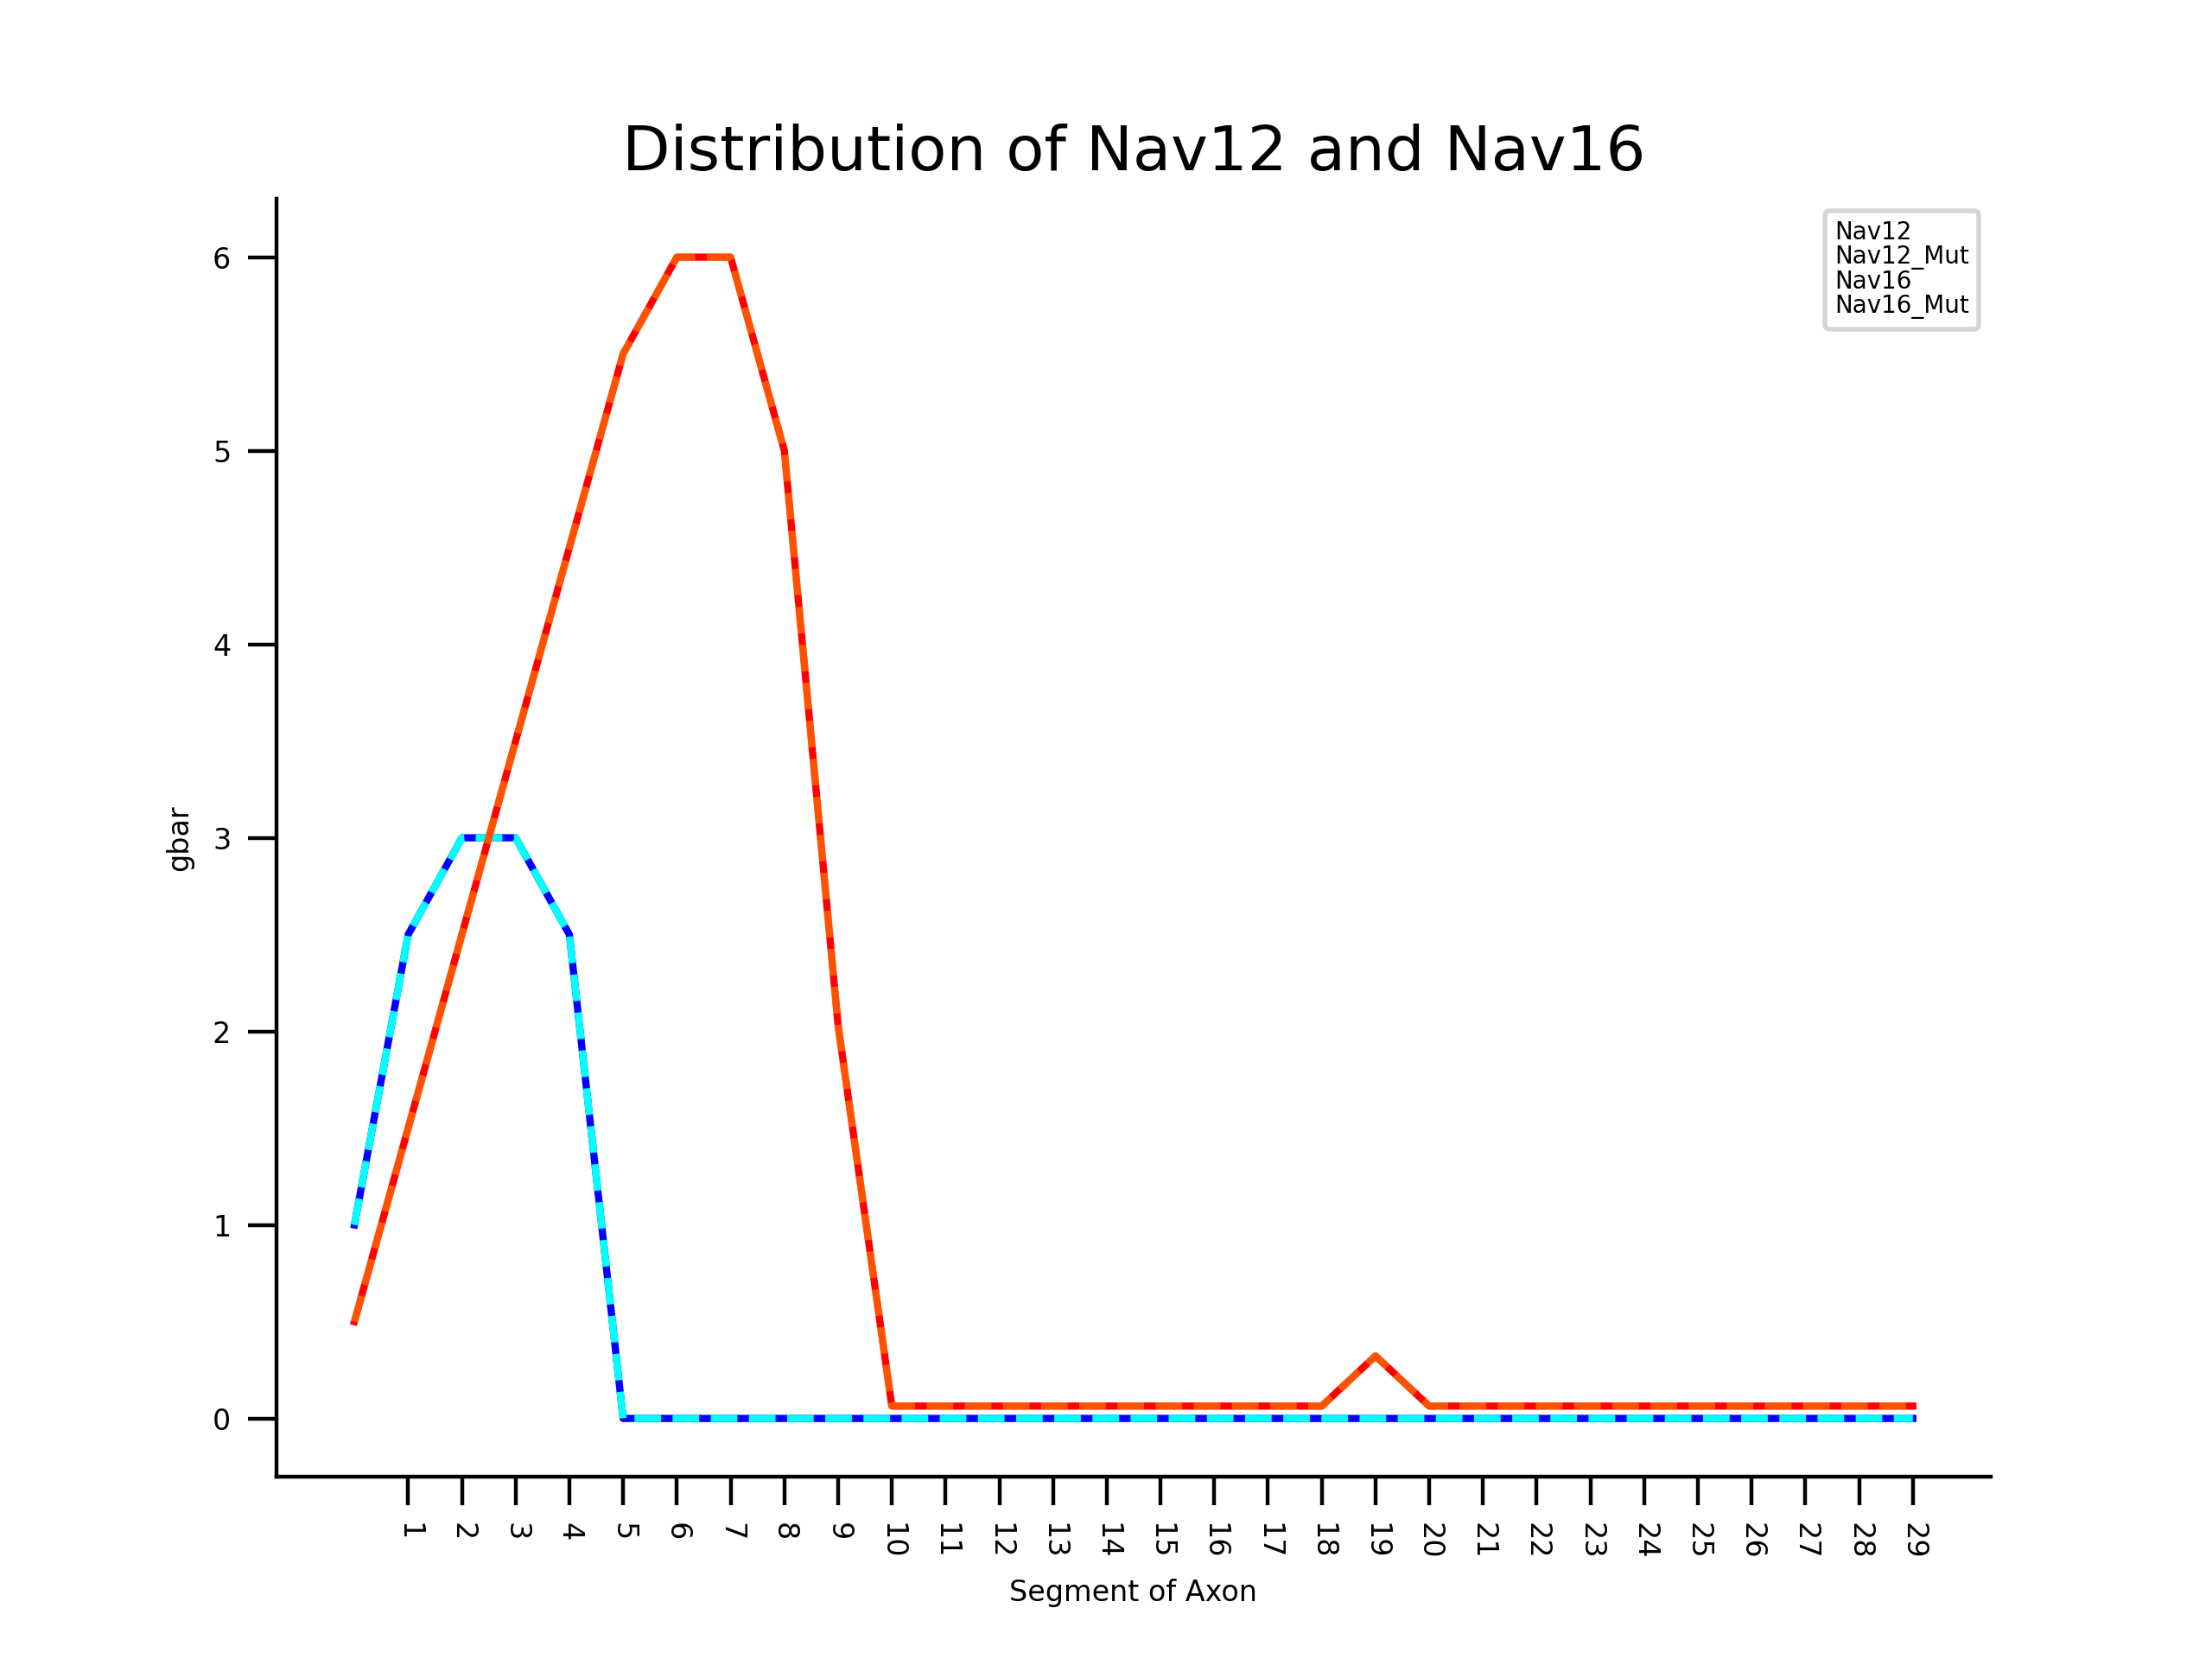 Distribution of Nav12 and Nav16
Nav12
Nav12_Mut
Nav16
Nav16_Mut
6
5
4
3
2
1
0
gbar
1 2 3 4 5 6 7 8 9 10 11 12 13 14 15 16 17 18 19 20 21 22 23 24 25 26 27 28 29
Segment of Axon